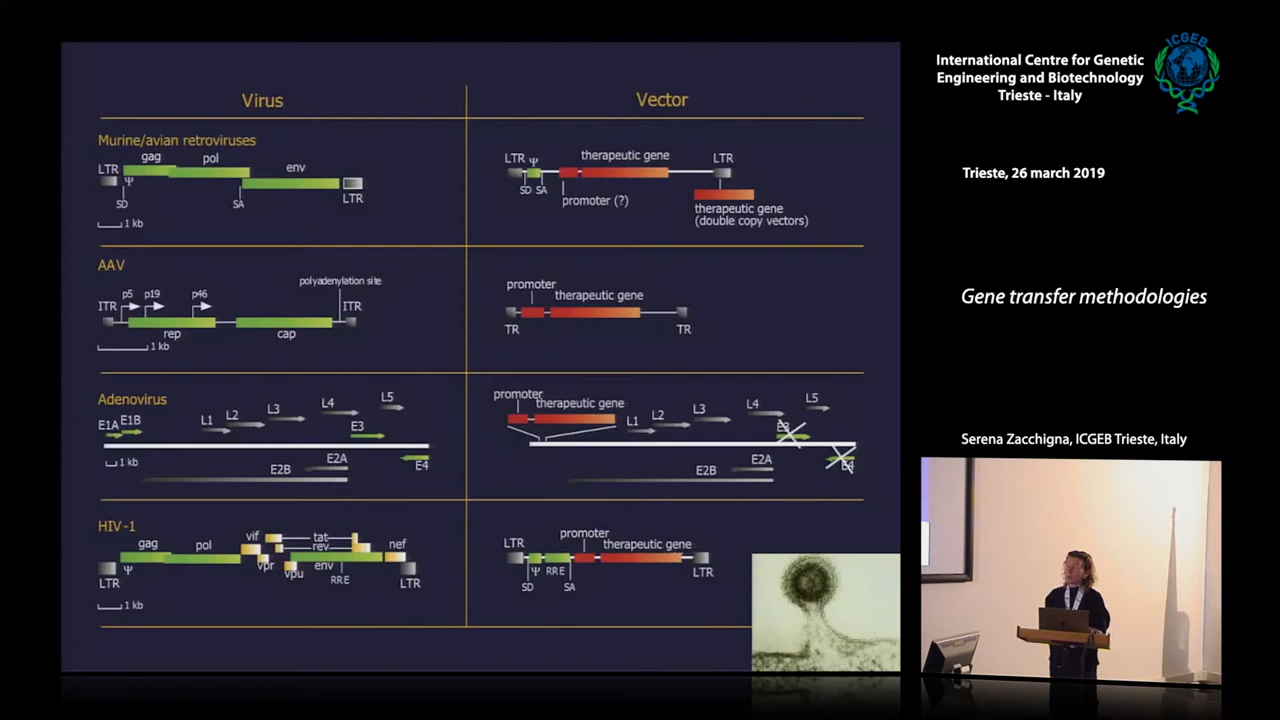 Virus
Vector
Murine/avian retroviruses
gag
pol
env
LTR
Ψ
LTR
SD
SA
1 kb
LTR
Ψ
therapeutic gene
LTR
SD
SA
promoter (?)
therapeutic gene
(double copy vectors)
AAV
polyadenylation site
p5
p19
p46
ITR
ITR
rep
cap
1 kb
promoter
therapeutic gene
TR
TR
Adenovirus
E1A
E1B
L1
L2
L3
L4
L5
E3
1 kb
E2A
E2B
E4
promoter
therapeutic gene
L1
L2
L3
L4
L5
E3
E2A
E2B
E4
HIV-1
gag
pol
vif
tat
rev
nef
LTR
Ψ
vpr
vpu
env
RRE
LTR
1 kb
promoter
LTR
therapeutic gene
Ψ
RRE
LTR
SD
SA
International Centre for Genetic
Engineering and Biotechnology
Trieste - Italy
ICGEB
Trieste, 26 march 2019
Gene transfer methodologies
Serena Zacchigna, ICGEB Trieste, Italy